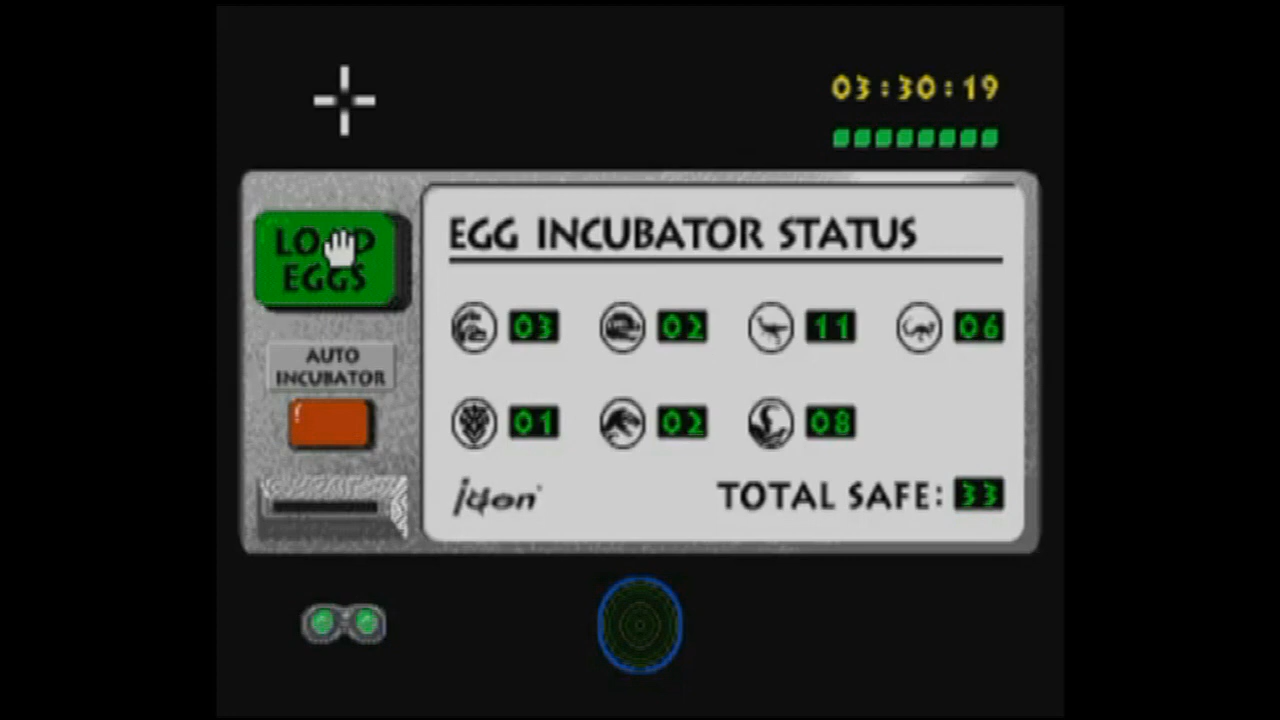 03:30:19
LOAD
EGGS
EGG INCUBATOR STATUS
03 02 11 06
AUTO
INCUBATOR
01 02 08
TOTAL SAFE: 33